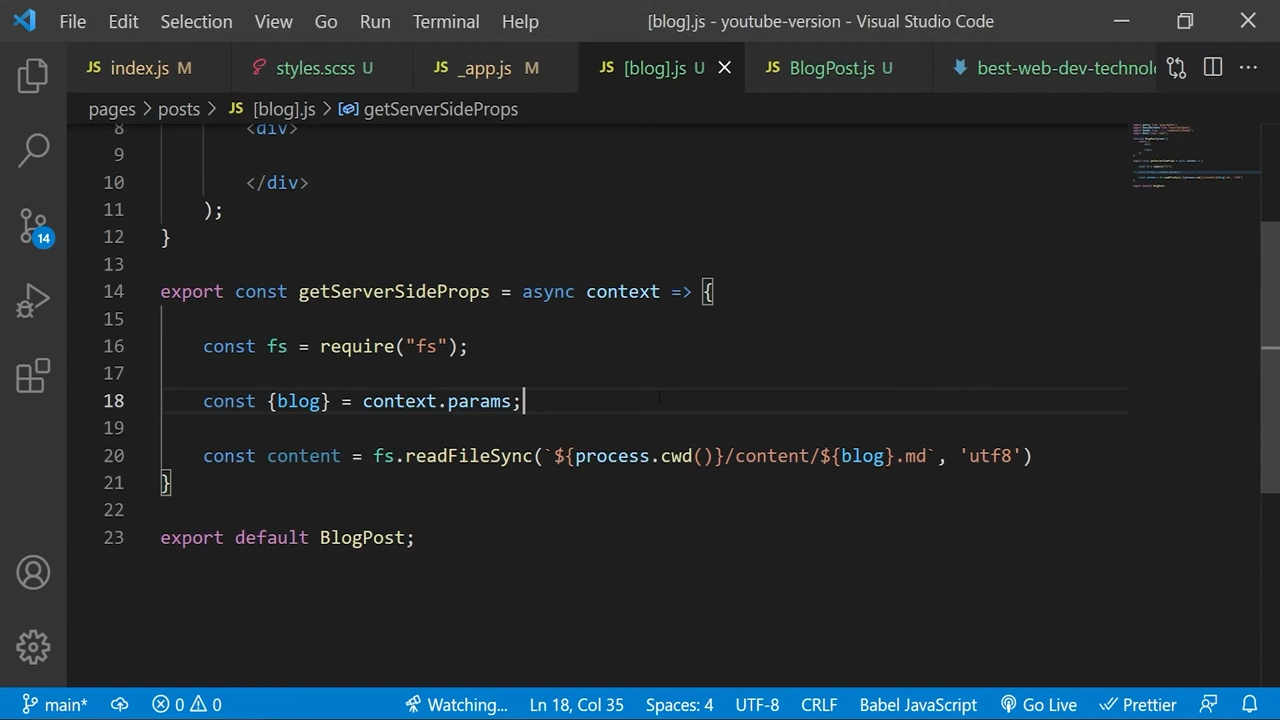 File Edit Selection View Go Run Terminal Help [blog].js - youtube-version - Visual Studio Code
JS index.js M styles.scss U JS _app.js M JS [blog].js U JS BlogPost.js U best-web-dev-technol
pages > posts > JS [blog].js > getServerSideProps
8 <div>
9
10 </div>
11 );
12 }
13
14 export const getServerSideProps = async context => {
15
16 const fs = require("fs");
17
18 const {blog} = context.params;
19
20 const content = fs.readFileSync(`${process.cwd()}/content/${blog}.md`, 'utf8')
21 }
22
23 export default BlogPost;
14
main* 0 0 Watching... Ln 18, Col 35 Spaces: 4 UTF-8 CRLF Babel JavaScript Go Live Prettier